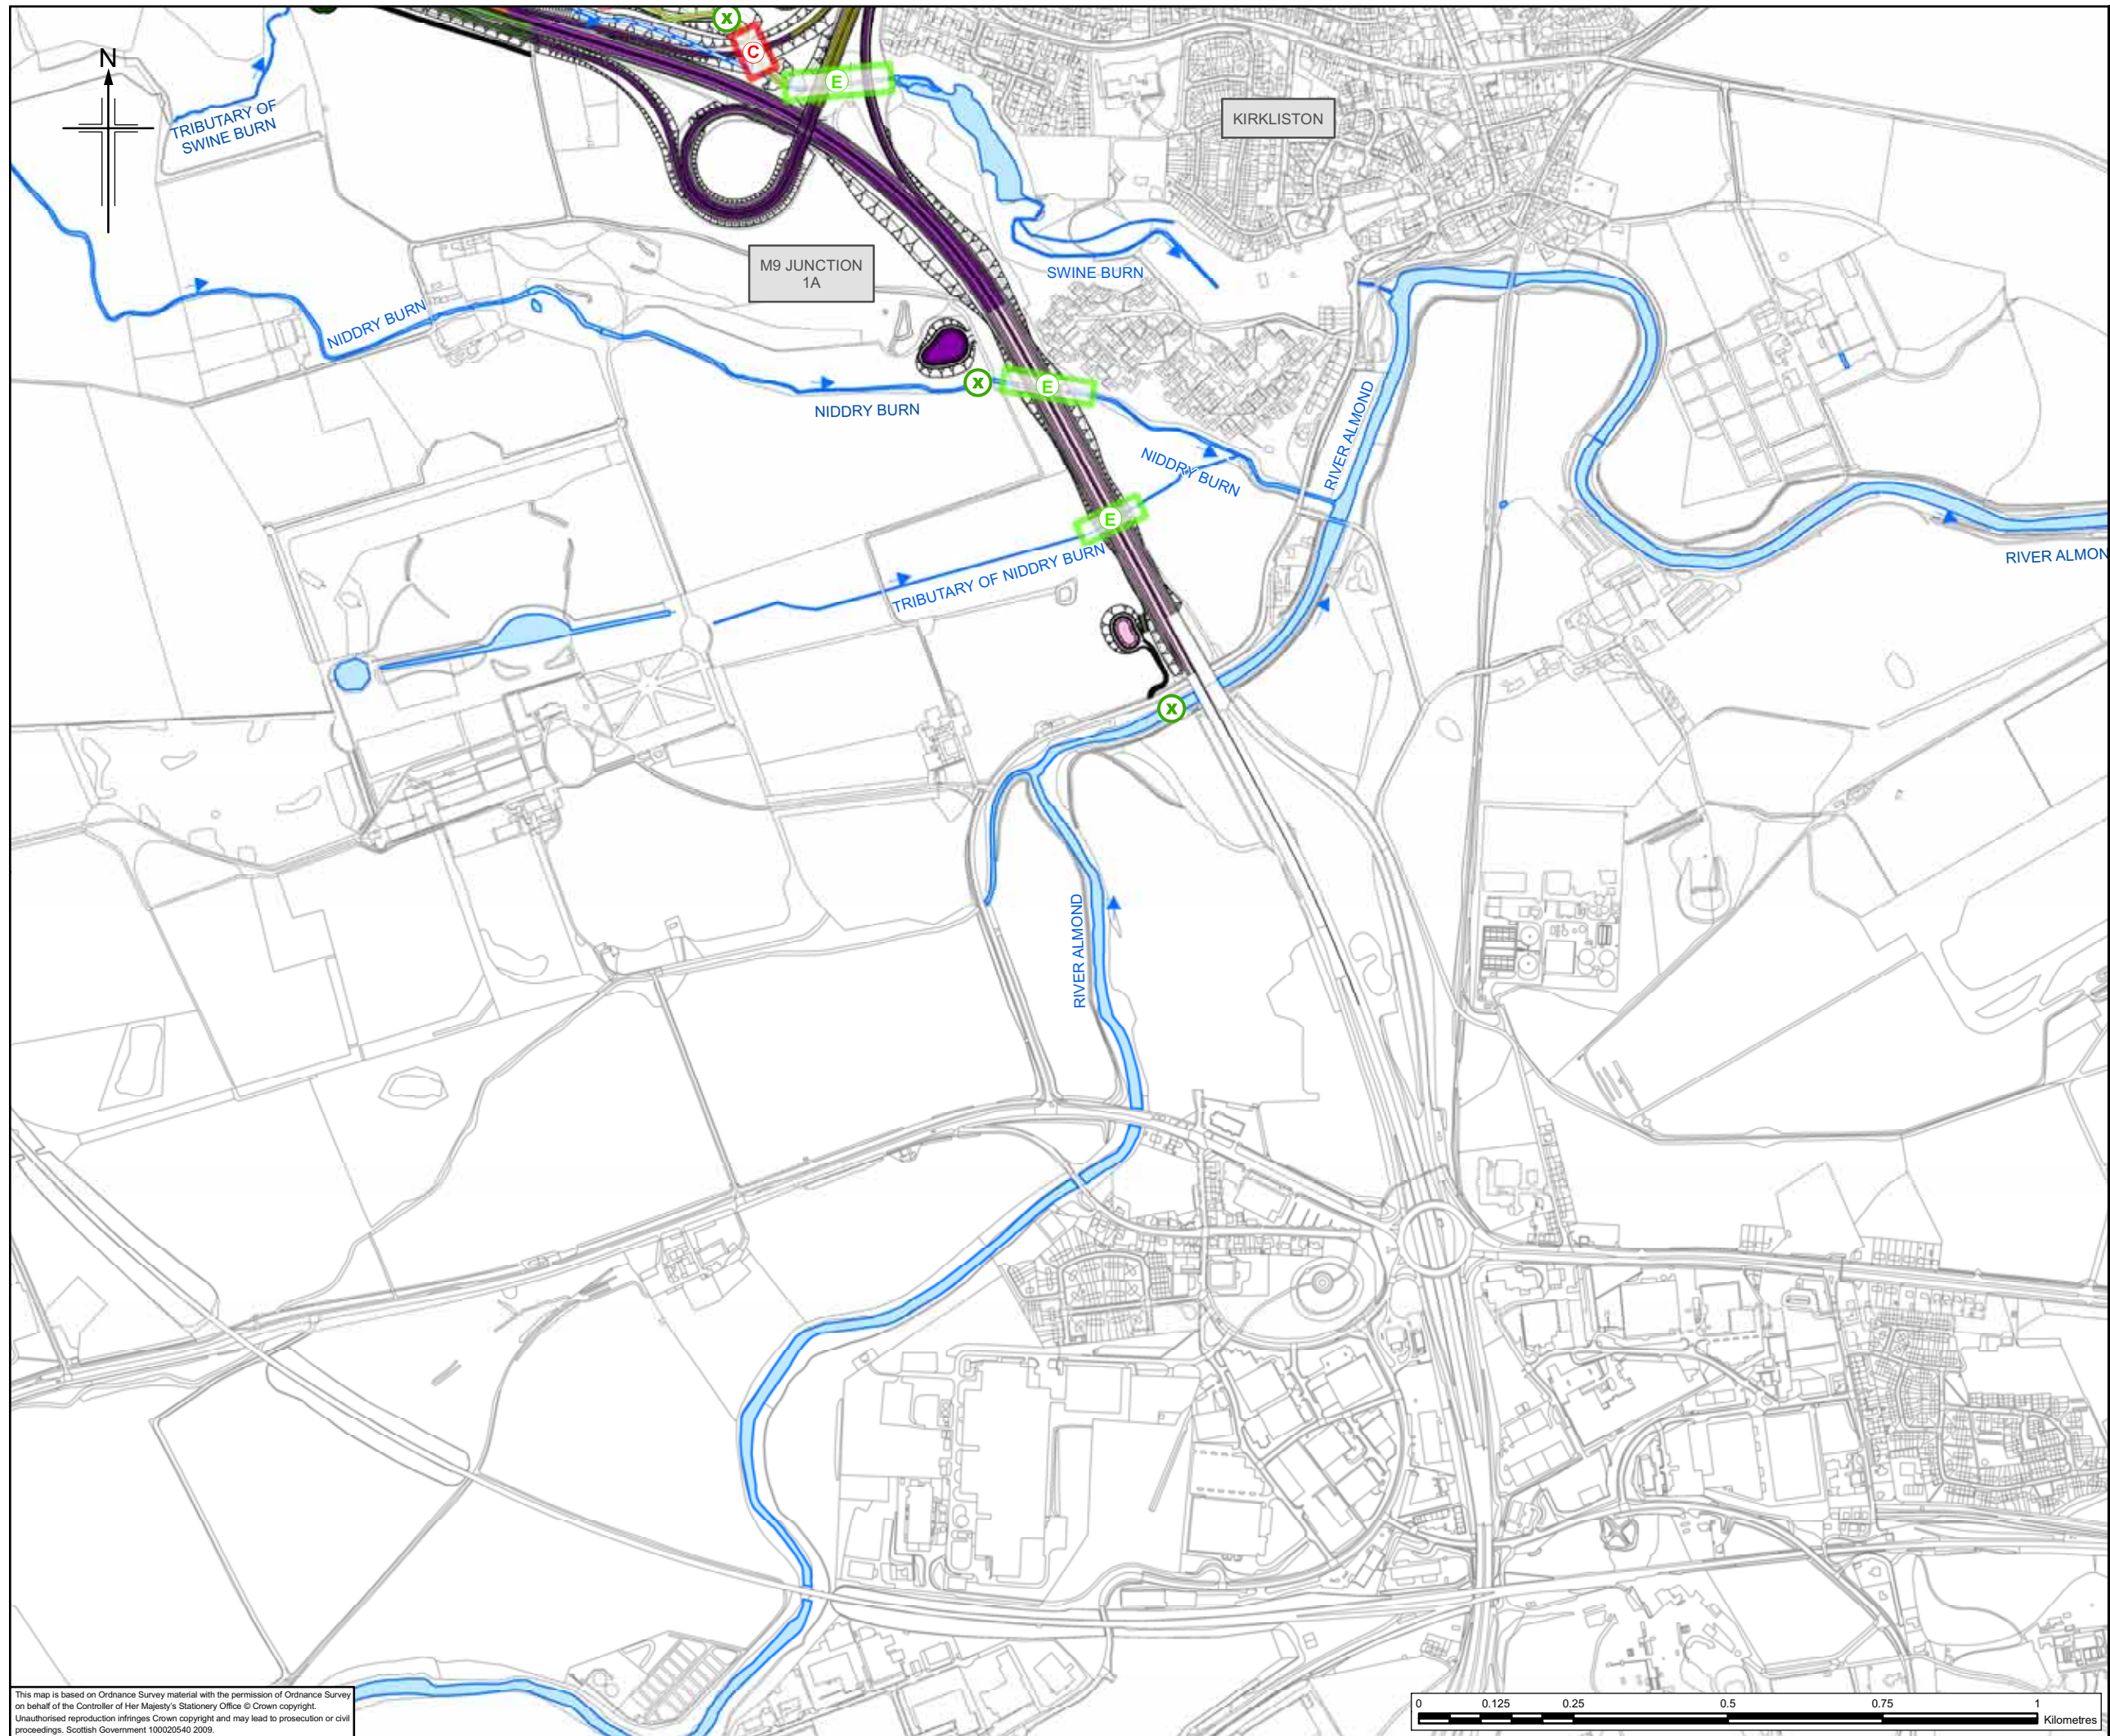 X
C
E
N
TRIBUTARY OF
SWINE BURN
KIRKLISTON
M9 JUNCTION
1A
SWINE BURN
NIDDRY BURN
X
E
NIDDRY BURN
RIVER ALMOND
NIDDRY BURN
E
TRIBUTARY OF NIDDRY BURN
RIVER ALMON
X
RIVER ALMOND
This map is based on Ordnance Survey material with the permission of Ordnance Survey
on behalf of the Controller of Her Majesty's Stationery Office © Crown copyright.
Unauthorised reproduction infringes Crown copyright and may lead to prosecution or civil
proceedings. Scottish Government 100020540 2009.
0 0.125 0.25 0.5 0.75 1
Kilometres